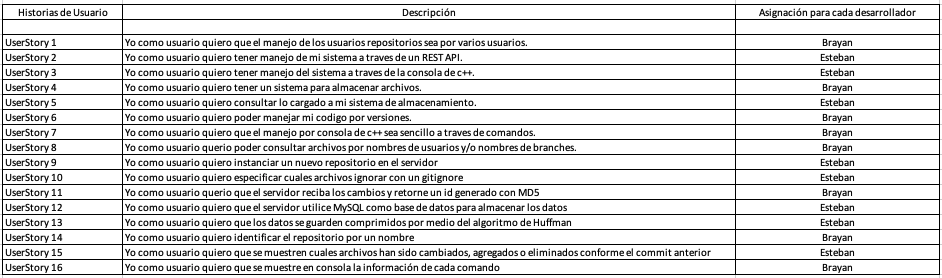 Historias de Usuario Descripción Asignación para cada desarrollador
UserStory 1 Yo como usuario quiero que el manejo de los usuarios repositorios sea por varios usuarios. Brayan
UserStory 2 Yo como usuario quiero tener manejo de mi sistema a traves de un REST API. Esteban
UserStory 3 Yo como usuario quiero tener manejo del sistema a traves de la consola de c++. Esteban
UserStory 4 Yo como usuario quiero tener un sistema para almacenar archivos. Brayan
UserStory 5 Yo como usuario quiero consultar lo cargado a mi sistema de almacenamiento. Esteban
UserStory 6 Yo como usuario quiero poder manejar mi codigo por versiones. Brayan
UserStory 7 Yo como usuario quiero que el manejo por consola de c++ sea sencillo a traves de comandos. Brayan
UserStory 8 Yo como usuario querio poder consultar archivos por nombres de usuarios y/o nombres de branches. Brayan
UserStory 9 Yo como usuario quiero instanciar un nuevo repositorio en el servidor Esteban
UserStory 10 Yo como usuario quiero especificar cuales archivos ignorar con un gitignore Esteban
UserStory 11 Yo como usuario querio que el servidor reciba los cambios y retorne un id generado con MD5 Brayan
UserStory 12 Yo como usuario quiero que el servidor utilice MySQL como base de datos para almacenar los datos Esteban
UserStory 13 Yo como usuario quiero que los datos se guarden comprimidos por medio del algoritmo de Huffman Esteban
UserStory 14 Yo como usuario quiero identificar el repositorio por un nombre Brayan
UserStory 15 Yo como usuario quiero que se muestren cuales archivos han sido cambiados, agregados o eliminados conforme el commit anterior Esteban
UserStory 16 Yo como usuario quiero que se muestre en consola la información de cada comando Brayan